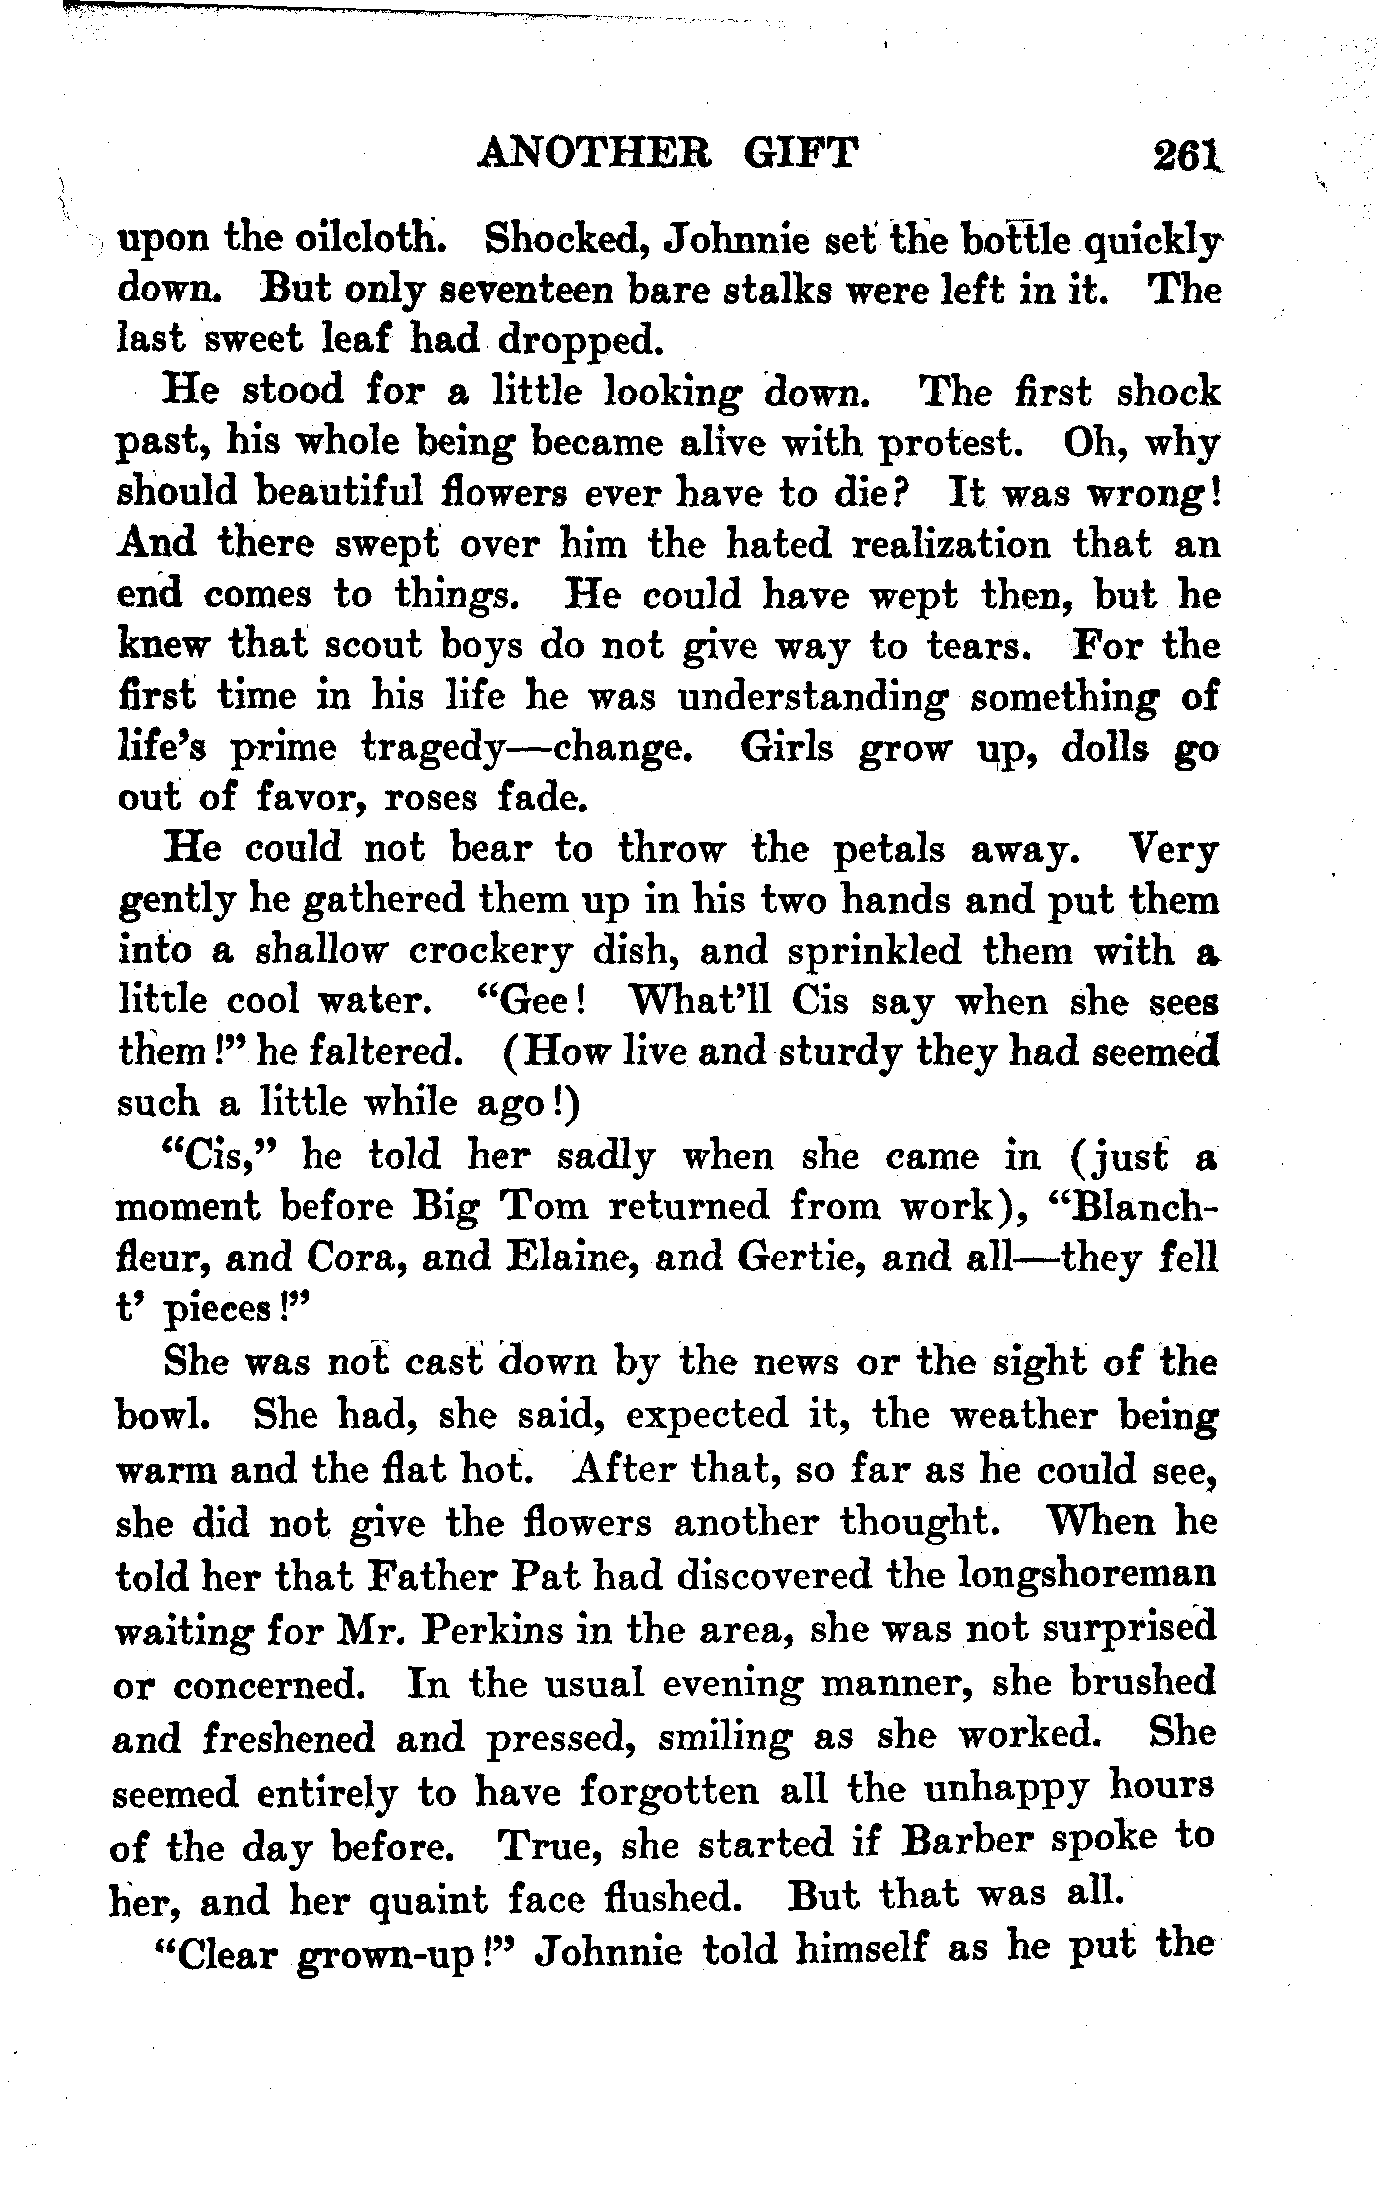 ANOTHER GIFT 261
upon the oilcloth. Shocked, Johnnie set the bottle quickly
down. But only seventeen bare stalks were left in it. The
last sweet leaf had dropped.
He stood for a little looking down. The first shock
past, his whole being became alive with protest. Oh, why
should beautiful flowers ever have to die? It was wrong!
And there swept over him the hated realization that an
end comes to things. He could have wept then, but he
knew that scout boys do not give way to tears. For the
first time in his life he was understanding something of
life's prime tragedy—change. Girls grow up, dolls go
out of favor, roses fade.
He could not bear to throw the petals away. Very
gently he gathered them up in his two hands and put them
into a shallow crockery dish, and sprinkled them with a
little cool water. "Gee! What'll Cis say when she sees
them!" he faltered. (How live and sturdy they had seemed
such a little while ago!)
"Cis," he told her sadly when she came in (just a
moment before Big Tom returned from work), "Blanch-
fleur, and Cora, and Elaine, and Gertie, and all—they fell
t' pieces!"
She was not cast down by the news or the sight of the
bowl. She had, she said, expected it, the weather being
warm and the flat hot. After that, so far as he could see,
she did not give the flowers another thought. When he
told her that Father Pat had discovered the longshoreman
waiting for Mr. Perkins in the area, she was not surprised
or concerned. In the usual evening manner, she brushed
and freshened and pressed, smiling as she worked. She
seemed entirely to have forgotten all the unhappy hours
of the day before. True, she started if Barber spoke to
her, and her quaint face flushed. But that was all.
"Clear grown-up!" Johnnie told himself as he put the